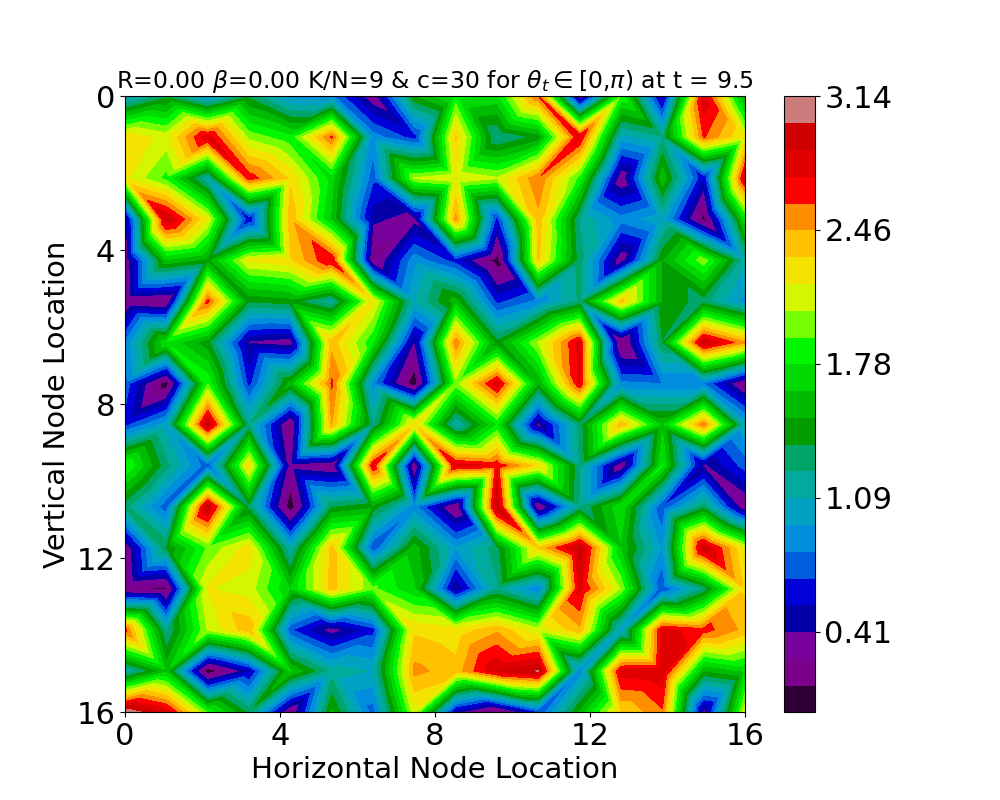 R=0.00 β=0.00 K/N=9 & c=30 for θₜ ∈ [0,π) at t = 9.5
0
4
8
12
16
Vertical Node Location
0 4 8 12 16
Horizontal Node Location
3.14
2.46
1.78
1.09
0.41